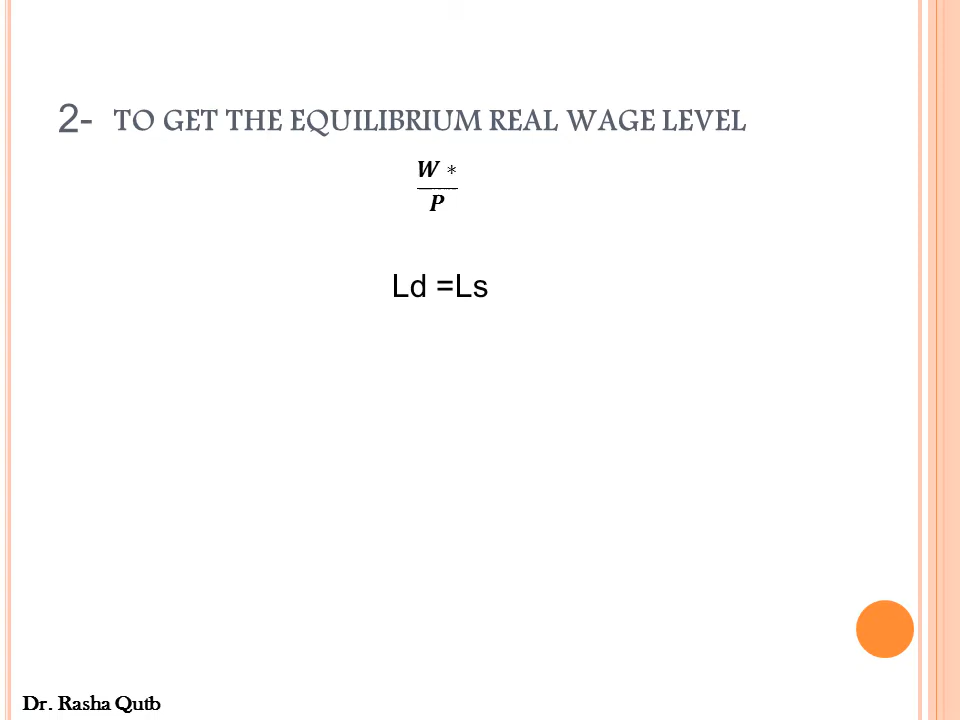 2- TO GET THE EQUILIBRIUM REAL WAGE LEVEL
W *
P
Ld =Ls
Dr. Rasha Qutb